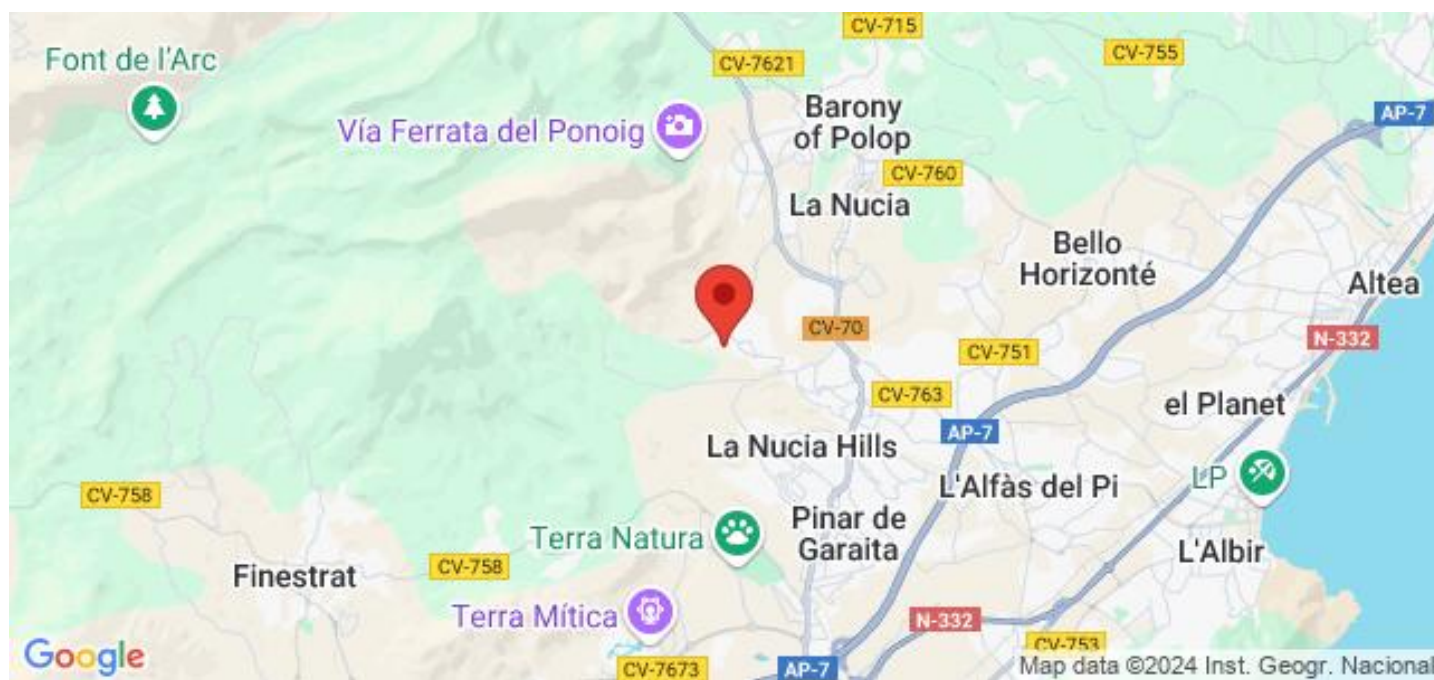 CV-715
Font de l'Arc
CV-7621
CV-755
Barony
of Polop
AP-7
Vía Ferrata del Ponoig
CV-760
La Nucia
Bello
Horizonté
Altea
CV-70
N-332
CV-751
CV-763
el Planet
AP-7
La Nucia Hills
LP
L'Alfàs del Pi
CV-758
Pinar de
Garaita
Terra Natura
L'Albir
CV-758
Finestrat
Terra Mítica
N-332
CV-753
Google
CV-7673
AP-7
Map data ©2024 Inst. Geogr. Nacional